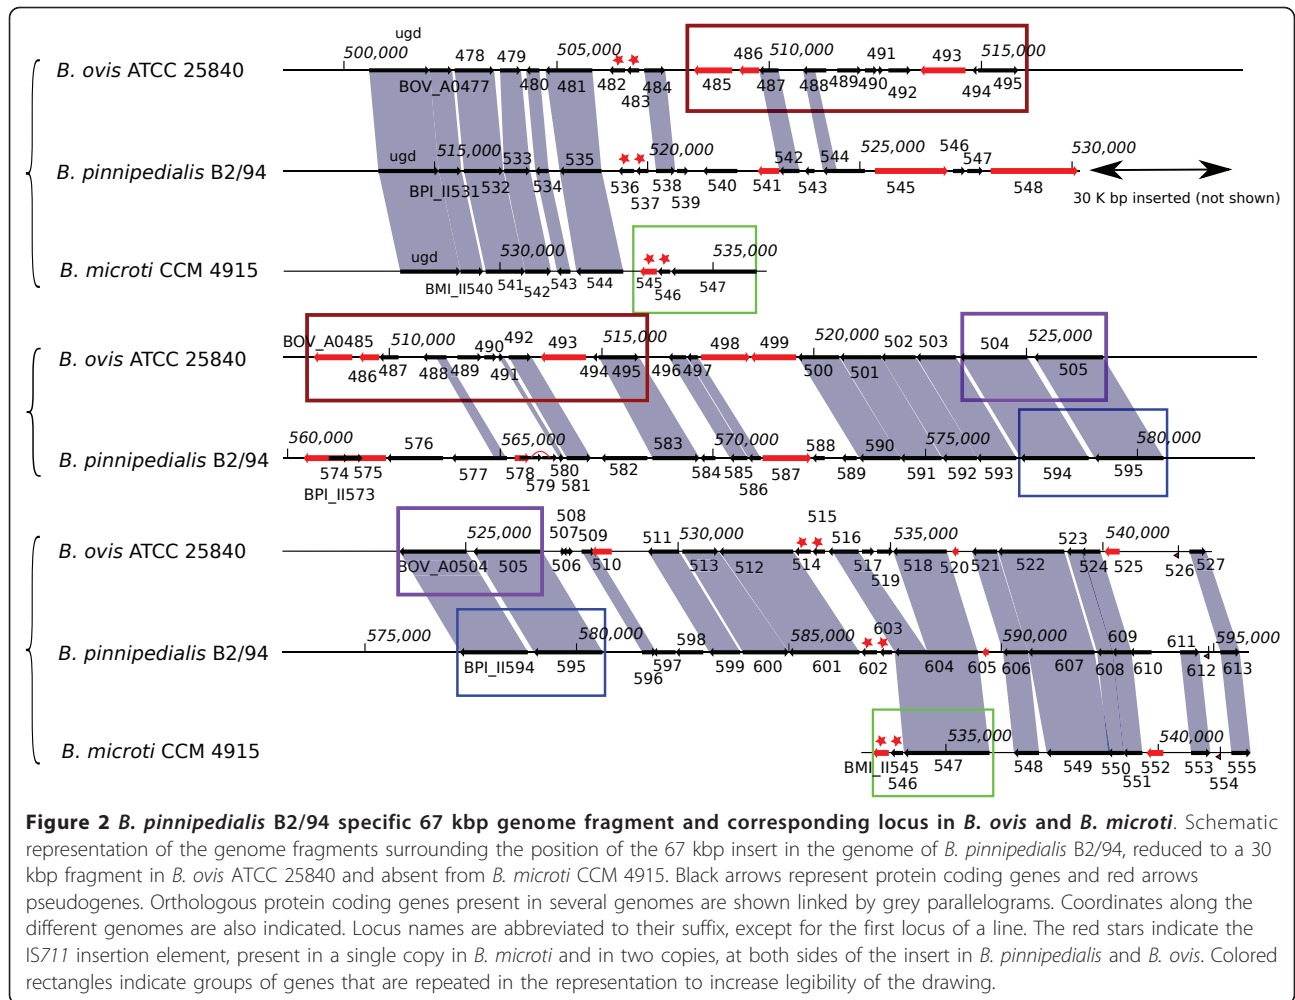 ugd
500,000 478 479 505,000 486 510,000 491 493 515,000
B. ovis ATCC 25840
BOV_A0477 480 481 482 483 484 485 487 488 489 490 492 494 495
ugd 515,000 533 535 520,000 542 544 525,000 546 547 530,000
B. pinnipedialis B2/94
BPI_II531 532 534 536 537 538 539 540 541 543 545 548
30 K bp inserted (not shown)
ugd 530,000 535,000
B. microti CCM 4915
BMI_II540 541 542 543 544 545 546 547
BOV_A0485 510,000 490 492 493 515,000 498 499 520,000 502 503 504 525,000
B. ovis ATCC 25840
486 487 488 489 491 494 495 496 497 500 501 505
560,000 576 565,000 583 570,000 588 590 575,000 580,000
B. pinnipedialis B2/94
574 575 577 578 579 580 581 582 584 585 586 587 589 591 592 593 594 595
BPI_II573
525,000 508 507 509 511 530,000 515 516 535,000 523 540,000
B. ovis ATCC 25840
BOV_A0504 505 506 510 513 512 514 517 519 518 520 521 522 524 525 526 527
575,000 580,000 598 585,000 603 590,000 609 611 595,000
B. pinnipedialis B2/94
BPI_II594 595 596 597 599 600 601 602 604 605 606 607 608 610 612 613
535,000 540,000
B. microti CCM 4915
BMI_II545 546 547 548 549 550 551 552 553 554 555
Figure 2 B. pinnipedialis B2/94 specific 67 kbp genome fragment and corresponding locus in B. ovis and B. microti. Schematic
representation of the genome fragments surrounding the position of the 67 kbp insert in the genome of B. pinnipedialis B2/94, reduced to a 30
kbp fragment in B. ovis ATCC 25840 and absent from B. microti CCM 4915. Black arrows represent protein coding genes and red arrows
pseudogenes. Orthologous protein coding genes present in several genomes are shown linked by grey parallelograms. Coordinates along the
different genomes are also indicated. Locus names are abbreviated to their suffix, except for the first locus of a line. The red stars indicate the
IS711 insertion element, present in a single copy in B. microti and in two copies, at both sides of the insert in B. pinnipedialis and B. ovis. Colored
rectangles indicate groups of genes that are repeated in the representation to increase legibility of the drawing.